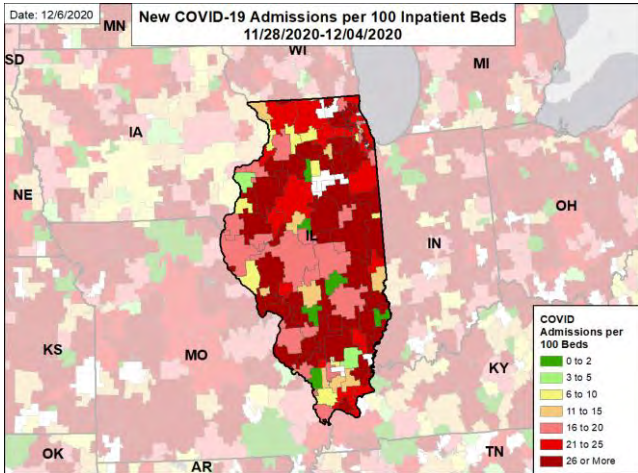 Date: 12/6/2020
New COVID-19 Admissions per 100 Inpatient Beds
11/28/2020-12/04/2020
MN
WI
SD
MI
IA
NE
OH
IL
IN
KS
MO
KY
OK
AR
TN
COVID
Admissions per
100 Beds
0 to 2
3 to 5
6 to 10
11 to 15
16 to 20
21 to 25
26 or More